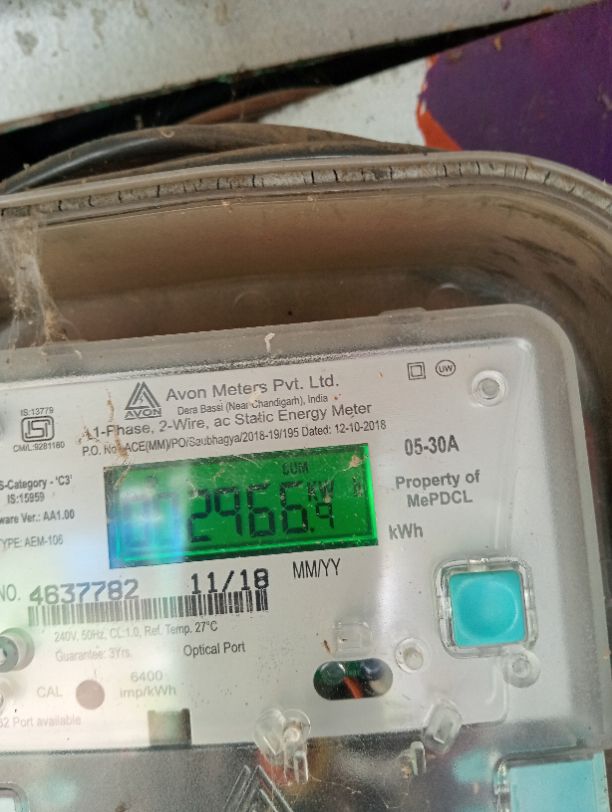 Avon Meters Pvt. Ltd.
AVON
Dera Bassi (Near Chandigarh), India
1-Phase, 2-Wire, ac Static Energy Meter
P.O. No. ACE(MM)/PO/Saubhagya/2018-19/195 Dated: 12-10-2018
UW
IS:13779
CM/L:9281160
05-30A
S-Category - 'C3'
IS:15959
ware Ver.: AA1.00
TYPE: AEM-106
CUM
2966.9 KW
kWh
Property of
MePDCL
NO. 4637782
11/18 MM/YY
240V, 50Hz, CL:1.0, Ref. Temp. 27°C
Guarantee: 3Yrs.
Optical Port
CAL
6400
imp/kWh
32 Port available